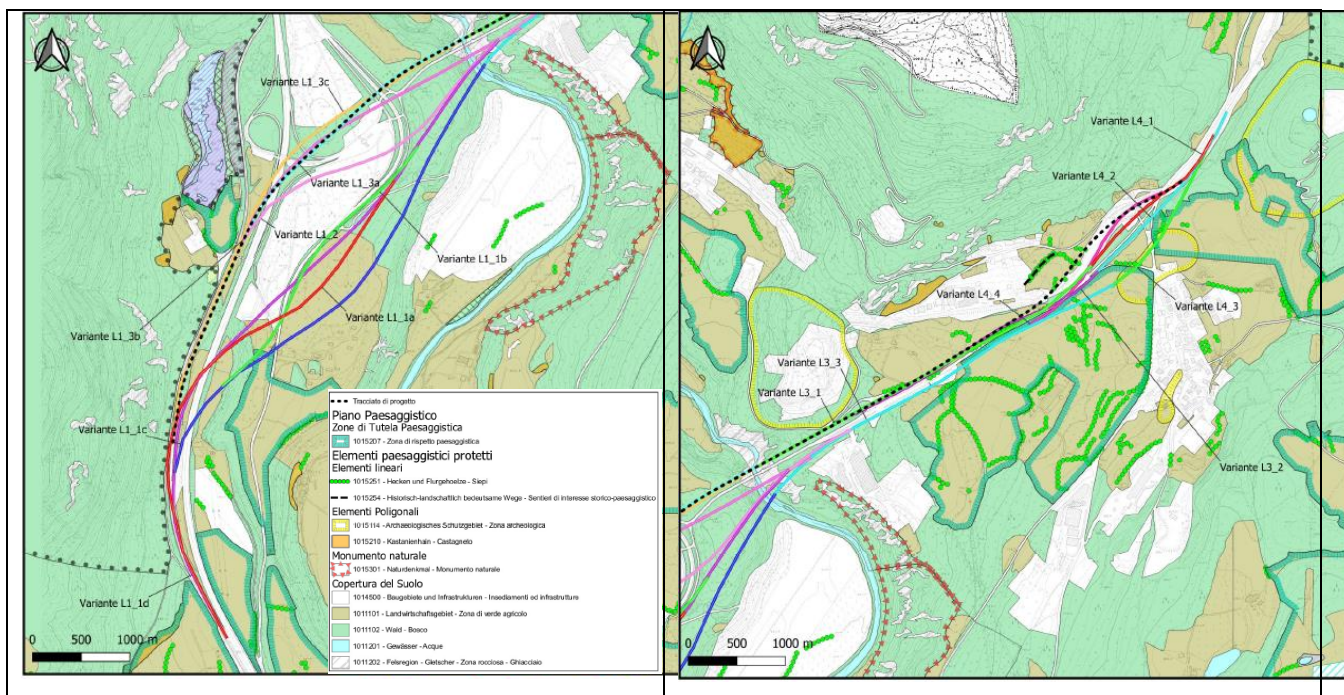 Variante L1_3c
Variante L1_3a
Variante L1_2
Variante L1_1b
Variante L1_1a
Variante L1_3b
Variante L1_1c
Variante L1_1d
0 500 1000 m
Tracciato di progetto
Piano Paesaggistico
Zone di Tutela Paesaggistica
1015207 - Zona di rispetto paesaggistica
Elementi paesaggistici protetti
Elementi lineari
1015251 - Hecken und Flurgehoelze - Siepi
1015254 - Historisch-landschaftlich bedeutsame Wege - Sentieri di interesse storico-paesaggistico
Elementi Poligonali
1015114 - Archaeologisches Schutzgebiet - Zona archeologica
1015210 - Kastanienhain - Castagneto
Monumento naturale
1015301 - Naturdenkmal - Monumento naturale
Copertura del Suolo
1014600 - Baugebiete und Infrastrukturen - Insediamenti ed infrastrutture
1011101 - Landwirtschaftsgebiet - Zona di verde agricolo
1011102 - Wald - Bosco
1011201 - Gewässer - Acque
1011202 - Felsregion - Gletscher - Zona rocciosa - Ghiacciaio
Variante L4_1
Variante L4_2
Variante L4_4
Variante L4_3
Variante L3_3
Variante L3_1
Variante L3_2
0 500 1000 m